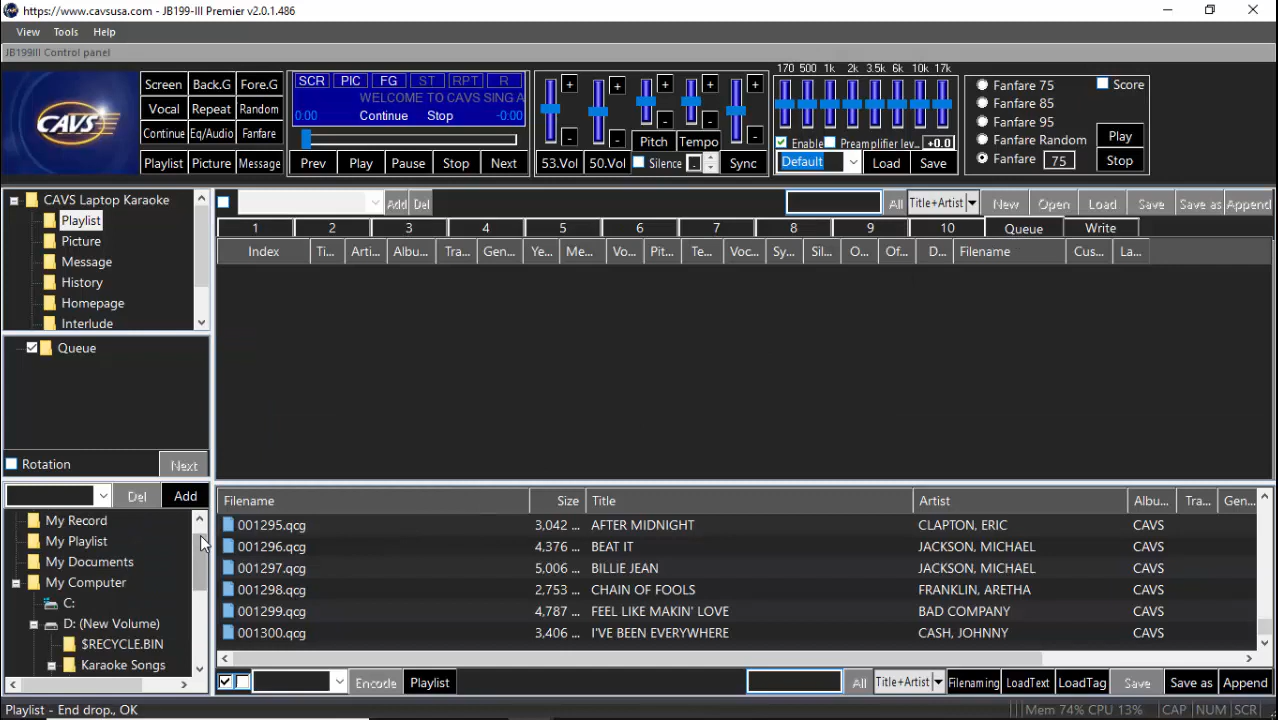 https://www.cavsusa.com - JB199-III Premier v2.0.1.486
View Tools Help
JB199III Control panel
CAVS
Screen Back.G Fore.G
Vocal Repeat Random
Continue Eq/Audio Fanfare
Playlist Picture Message
SCR PIC FG ST RPT R
WELCOME TO CAVS SING A
0:00 Continue Stop -0:00
Prev Play Pause Stop Next
+ + + + +
- - - - -
Pitch Tempo
53.Vol 50.Vol Silence Sync
170 500 1k 2k 3.5k 6k 10k 17k
Enable Preamplifier lev... +0.0
Default Load Save
Fanfare 75
Fanfare 85
Fanfare 95
Fanfare Random
Fanfare 75
Score
Play
Stop
CAVS Laptop Karaoke
Playlist
Picture
Message
History
Homepage
Interlude
Add Del All Title+Artist New Open Load Save Save as Append
1 2 3 4 5 6 7 8 9 10 Queue Write
Index Ti... Arti... Albu... Tra... Gen... Ye... Me... Vo... Pit... Te... Voc... Sy... Sil... O... Of... D... Filename Cus... La...
Queue
Rotation Next
Del Add
My Record
My Playlist
My Documents
My Computer
C:
D: (New Volume)
$RECYCLE.BIN
Karaoke Songs
Filename Size Title Artist Albu... Tra... Gen...
001295.qcg 3,042 ... AFTER MIDNIGHT CLAPTON, ERIC CAVS
001296.qcg 4,376 ... BEAT IT JACKSON, MICHAEL CAVS
001297.qcg 5,006 ... BILLIE JEAN JACKSON, MICHAEL CAVS
001298.qcg 2,753 ... CHAIN OF FOOLS FRANKLIN, ARETHA CAVS
001299.qcg 4,787 ... FEEL LIKE MAKIN' LOVE BAD COMPANY CAVS
001300.qcg 3,406 ... I'VE BEEN EVERYWHERE CASH, JOHNNY CAVS
Encode Playlist All Title+Artist Filenaming LoadText LoadTag Save Save as Append
Playlist - End drop., OK Mem 74% CPU 13% CAP NUM SCR